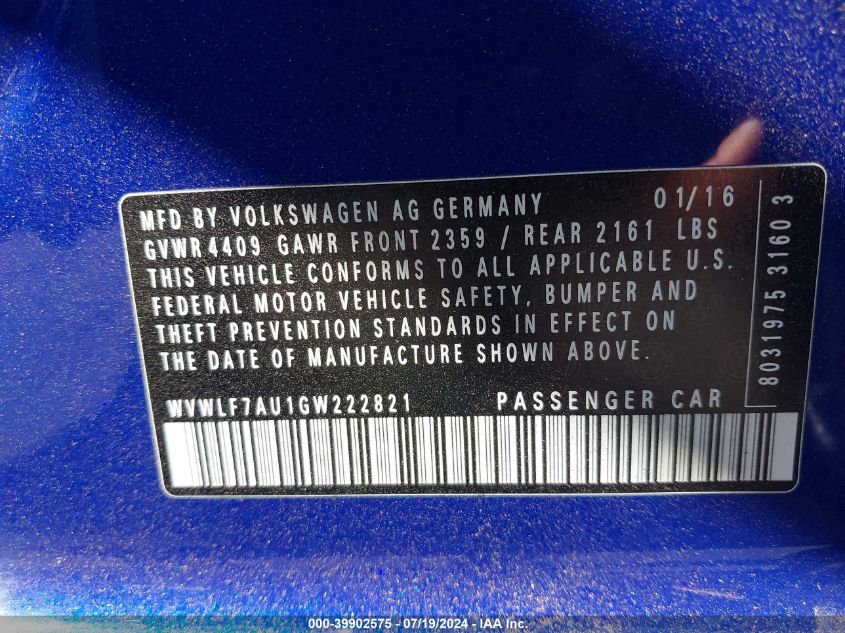 MFD BY VOLKSWAGEN AG GERMANY 01/16
GVWR 4409 GAWR FRONT 2359 / REAR 2161 LBS
THIS VEHICLE CONFORMS TO ALL APPLICABLE U.S.
FEDERAL MOTOR VEHICLE SAFETY, BUMPER AND
THEFT PREVENTION STANDARDS IN EFFECT ON
THE DATE OF MANUFACTURE SHOWN ABOVE.
WVWLF7AU1GW222821 PASSENGER CAR
8031975 3160 3
000-39902575 - 07/19/2024 - IAA Inc.